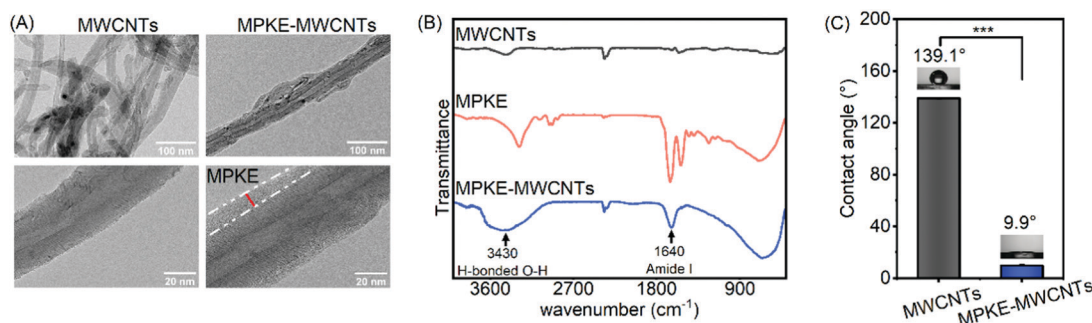 (A)
MWCNTs
MPKE-MWCNTs
100 nm
100 nm
MPKE
20 nm
20 nm
(B)
MWCNTs
MPKE
MPKE-MWCNTs
3430
H-bonded O-H
1640
Amide I
Transmittance
3600 2700 1800 900
wavenumber (cm⁻¹)
(C)
200
160
120
80
40
0
Contact angle (°)
139.1°
***
9.9°
MWCNTs
MPKE-MWCNTs